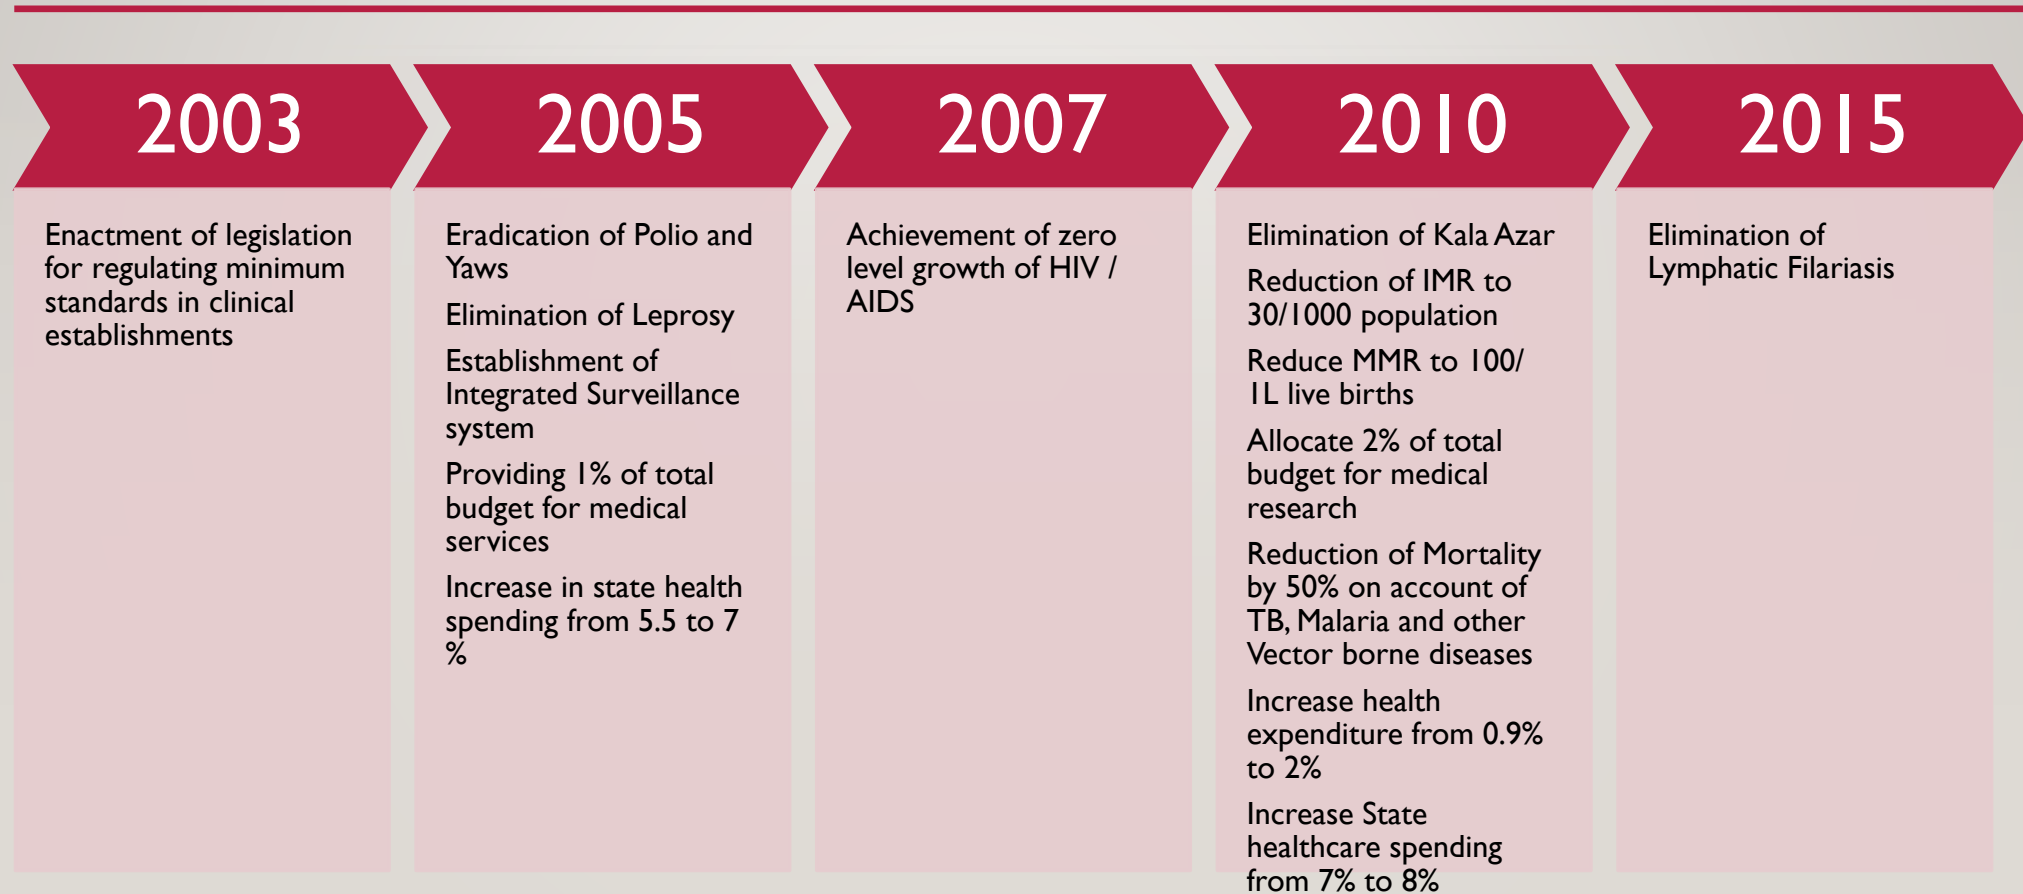 2003
Enactment of legislation
for regulating minimum
standards in clinical
establishments
2005
Eradication of Polio and
Yaws
Elimination of Leprosy
Establishment of
Integrated Surveillance
system
Providing 1% of total
budget for medical
services
Increase in state health
spending from 5.5 to 7
%
2007
Achievement of zero
level growth of HIV /
AIDS
2010
Elimination of Kala Azar
Reduction of IMR to
30/1000 population
Reduce MMR to 100/
1L live births
Allocate 2% of total
budget for medical
research
Reduction of Mortality
by 50% on account of
TB, Malaria and other
Vector borne diseases
Increase health
expenditure from 0.9%
to 2%
Increase State
healthcare spending
from 7% to 8%
2015
Elimination of
Lymphatic Filariasis